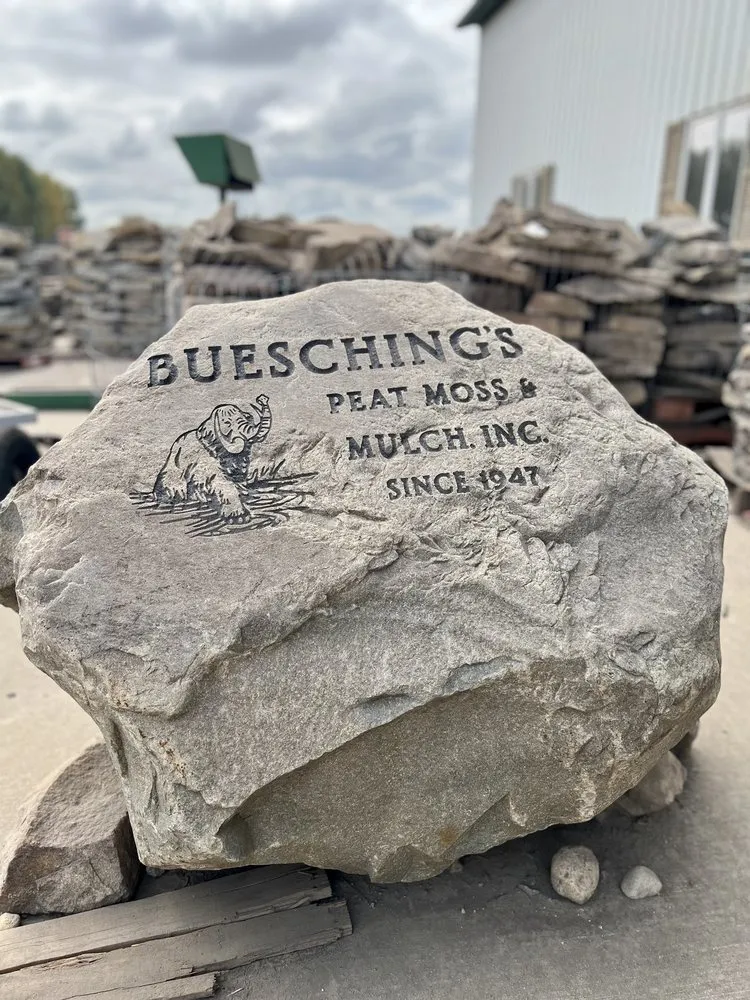 BUESCHING'S
PEAT MOSS &
MULCH, INC.
SINCE 1947